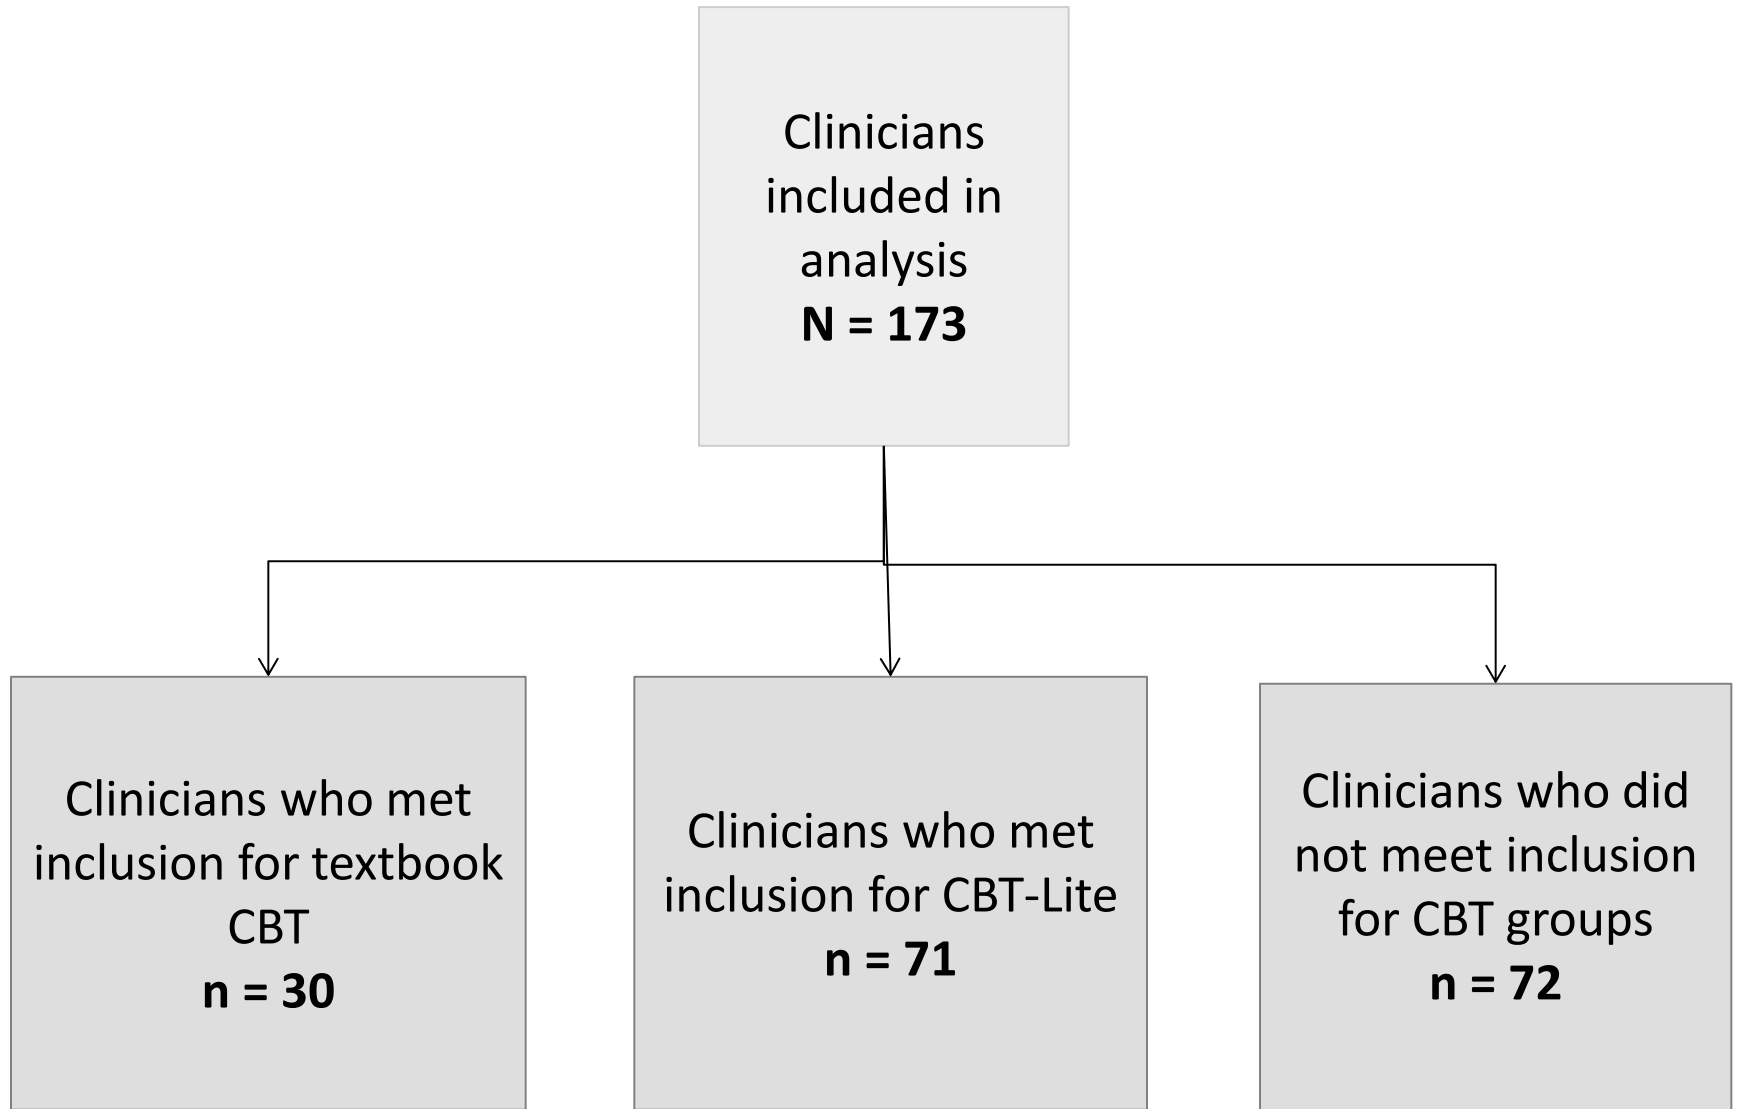 Clinicians
included in
analysis
N = 173
Clinicians who met
inclusion for textbook
CBT
n = 30
Clinicians who met
inclusion for CBT-Lite
n = 71
Clinicians who did
not meet inclusion
for CBT groups
n = 72